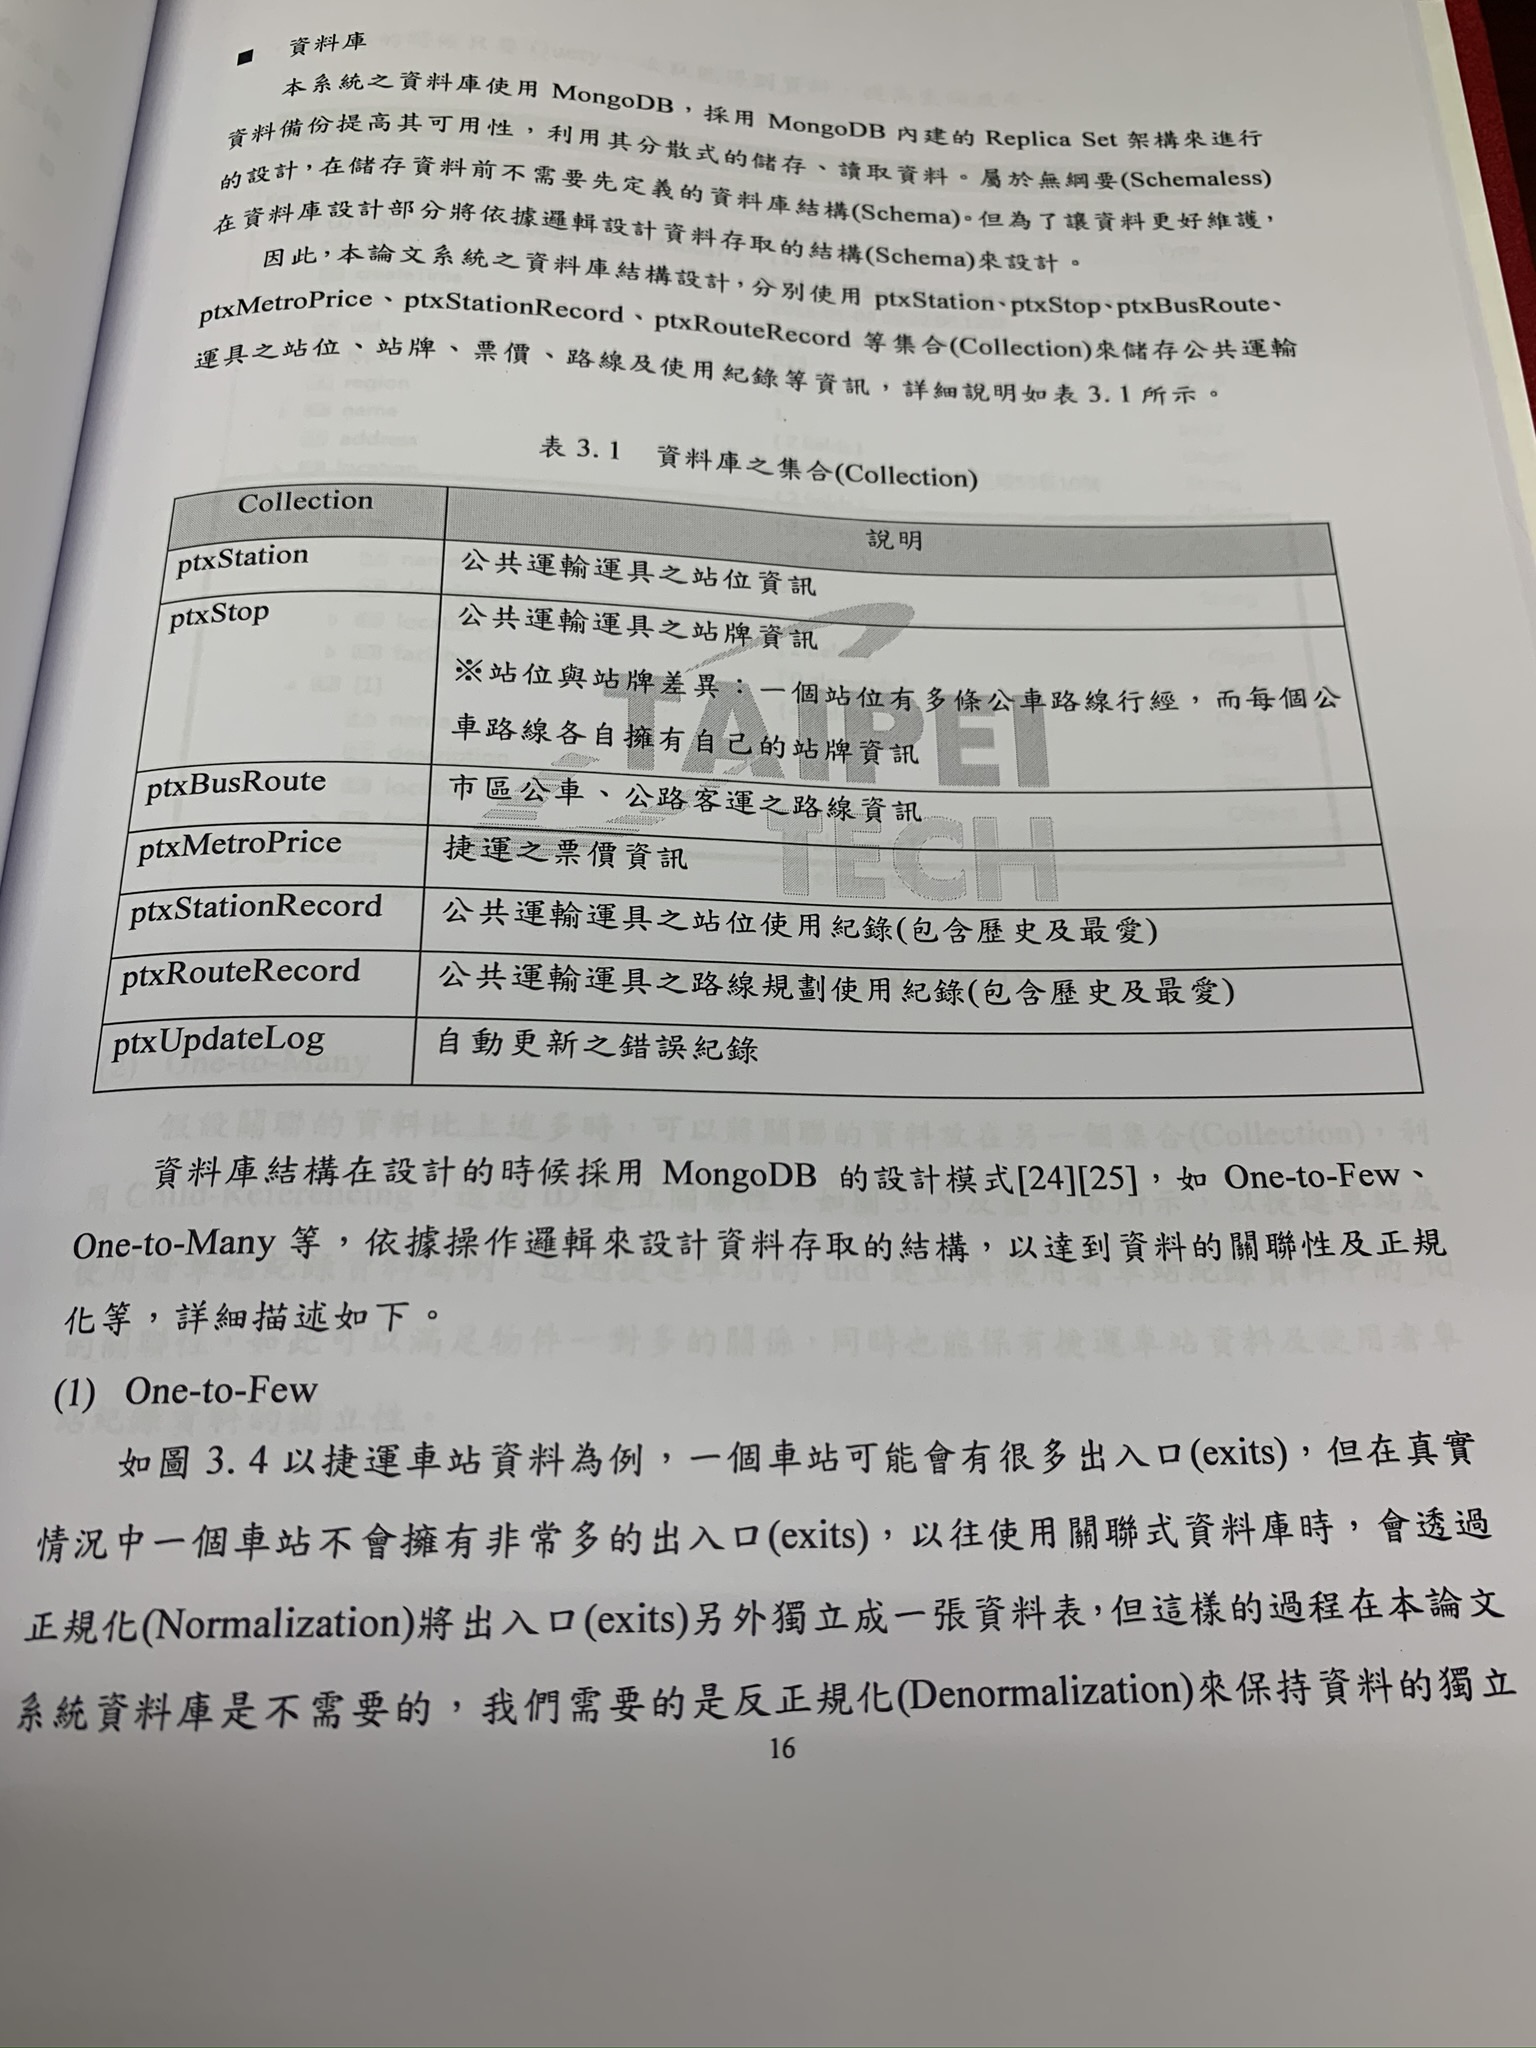 ■ 資料庫
本系統之資料庫使用 MongoDB，採用 MongoDB 內建的 Replica Set 架構來進行
資料備份提高其可用性，利用其分散式的儲存、讀取資料。屬於無綱要(Schemaless)
的設計，在儲存資料前不需要先定義的資料庫結構(Schema)。但為了讓資料更好維護，
在資料庫設計部分將依據邏輯設計資料存取的結構(Schema)來設計。
因此，本論文系統之資料庫結構設計，分別使用 ptxStation、ptxStop、ptxBusRoute、
ptxMetroPrice、ptxStationRecord、ptxRouteRecord 等集合(Collection)來儲存公共運輸
運具之站位、站牌、票價、路線及使用紀錄等資訊，詳細說明如表 3.1 所示。
表 3.1 資料庫之集合(Collection)
Collection 說明
ptxStation 公共運輸運具之站位資訊
ptxStop 公共運輸運具之站牌資訊
※站位與站牌差異：一個站位有多條公車路線行經，而每個公
車路線各自擁有自己的站牌資訊
ptxBusRoute 市區公車、公路客運之路線資訊
ptxMetroPrice 捷運之票價資訊
ptxStationRecord 公共運輸運具之站位使用紀錄(包含歷史及最愛)
ptxRouteRecord 公共運輸運具之路線規劃使用紀錄(包含歷史及最愛)
ptxUpdateLog 自動更新之錯誤紀錄
TAIPEI
TECH
資料庫結構在設計的時候採用 MongoDB 的設計模式[24][25]，如 One-to-Few、
One-to-Many 等，依據操作邏輯來設計資料存取的結構，以達到資料的關聯性及正規
化等，詳細描述如下。
(1) One-to-Few
如圖 3.4 以捷運車站資料為例，一個車站可能會有很多出入口(exits)，但在真實
情況中一個車站不會擁有非常多的出入口(exits)，以往使用關聯式資料庫時，會透過
正規化(Normalization)將出入口(exits)另外獨立成一張資料表，但這樣的過程在本論文
系統資料庫是不需要的，我們需要的是反正規化(Denormalization)來保持資料的獨立
16